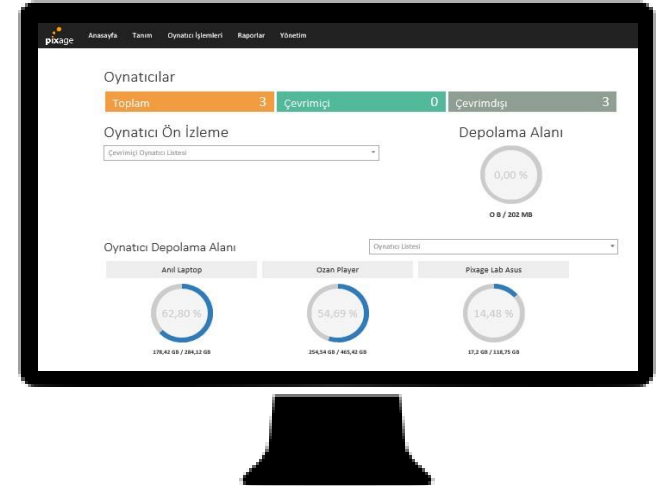 pixage Anasayfa Tanım Oynatıcı İşlemleri Raporlar Yönetim
Oynatıcılar
Toplam 3 Çevrimiçi 0 Çevrimdışı 3
Oynatıcı Ön İzleme Depolama Alanı
Çevrimiçi Oynatıcı Listesi
0,00 %
0 B / 202 MB
Oynatıcı Depolama Alanı Oynatıcı Listesi
Anıl Laptop Ozan Player Pixage Lab Asus
62,80 % 54,69 % 14,48 %
178,42 GB / 284,12 GB 254,54 GB / 465,42 GB 17,2 GB / 118,75 GB